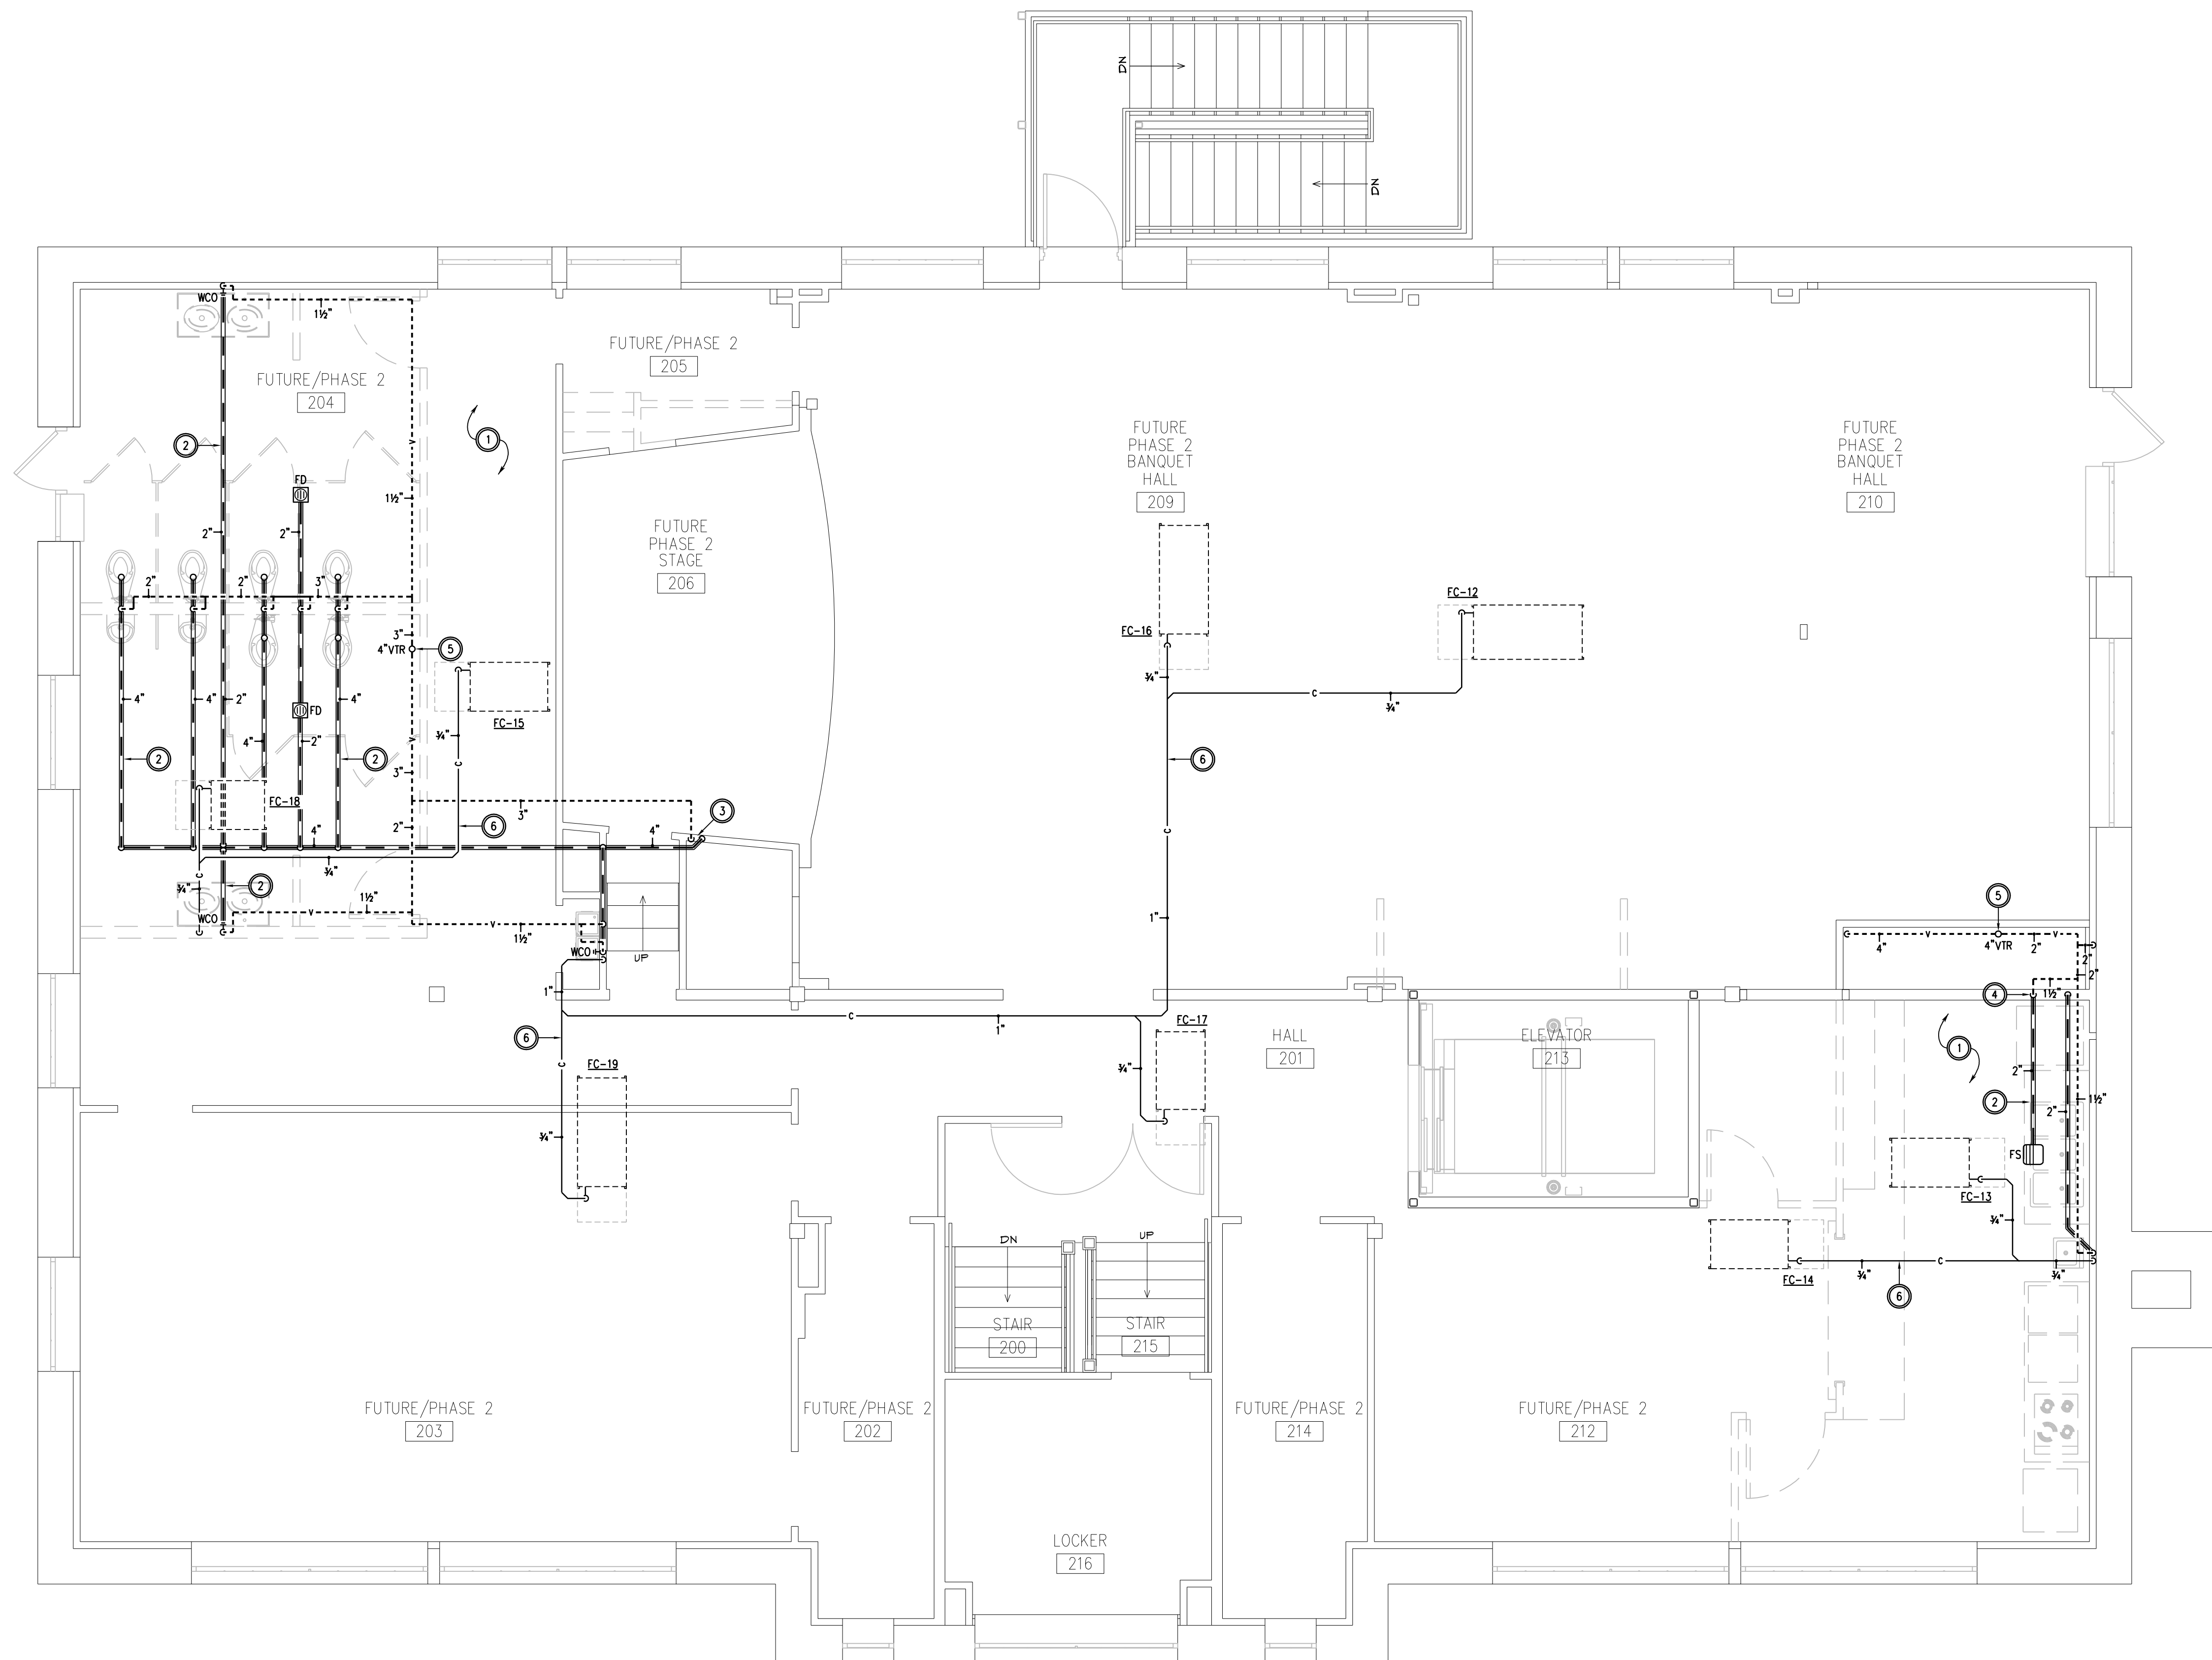 DN
DN
WCO
1½"
FUTURE/PHASE 2
204
FUTURE/PHASE 2
205
FUTURE
PHASE 2
BANQUET
HALL
209
FUTURE
PHASE 2
BANQUET
HALL
210
1
2
V
FD
1½"
2"
2"
FUTURE
PHASE 2
STAGE
206
2"
2"
3"
3"
4"VTR
5
FC-16
FC-12
¾"
C
¾"
4"
4"
2"
4"
FD
FC-15
4"
2"
¾"
V
2
2
C
3"
6
FC-18
3"
3
2"
6
4"
4"
C
¾"
¾"
C
2
1½"
V
WCO
V
1½"
WCO
UP
1"
5
4"
V
4"VTR
V
2"
2"
2"
1½"
4
1"
C
1"
6
C
FC-17
HALL
201
ELEVATOR
213
1
FC-19
¾"
2"
2
1½"
2"
¾"
FS
FC-13
¾"
DN
UP
FC-14
¾"
C
¾"
6
STAIR
200
STAIR
215
FUTURE/PHASE 2
203
FUTURE/PHASE 2
202
FUTURE/PHASE 2
214
FUTURE/PHASE 2
212
LOCKER
216